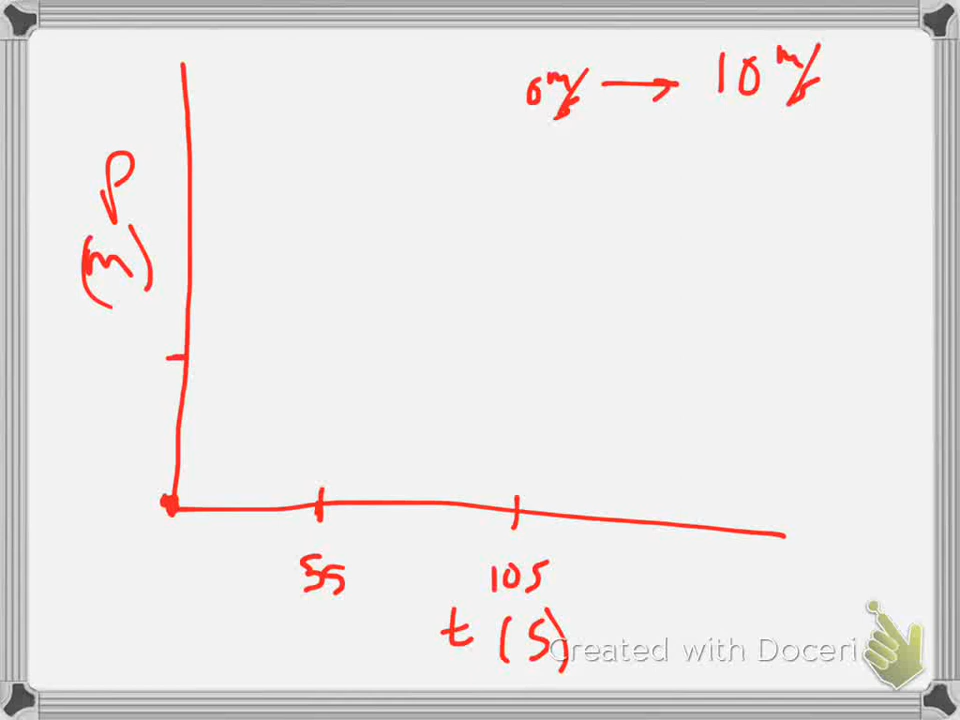 0 m/s → 10 m/s
P
(m)
5s 10s
t (s)
Created with Doceri